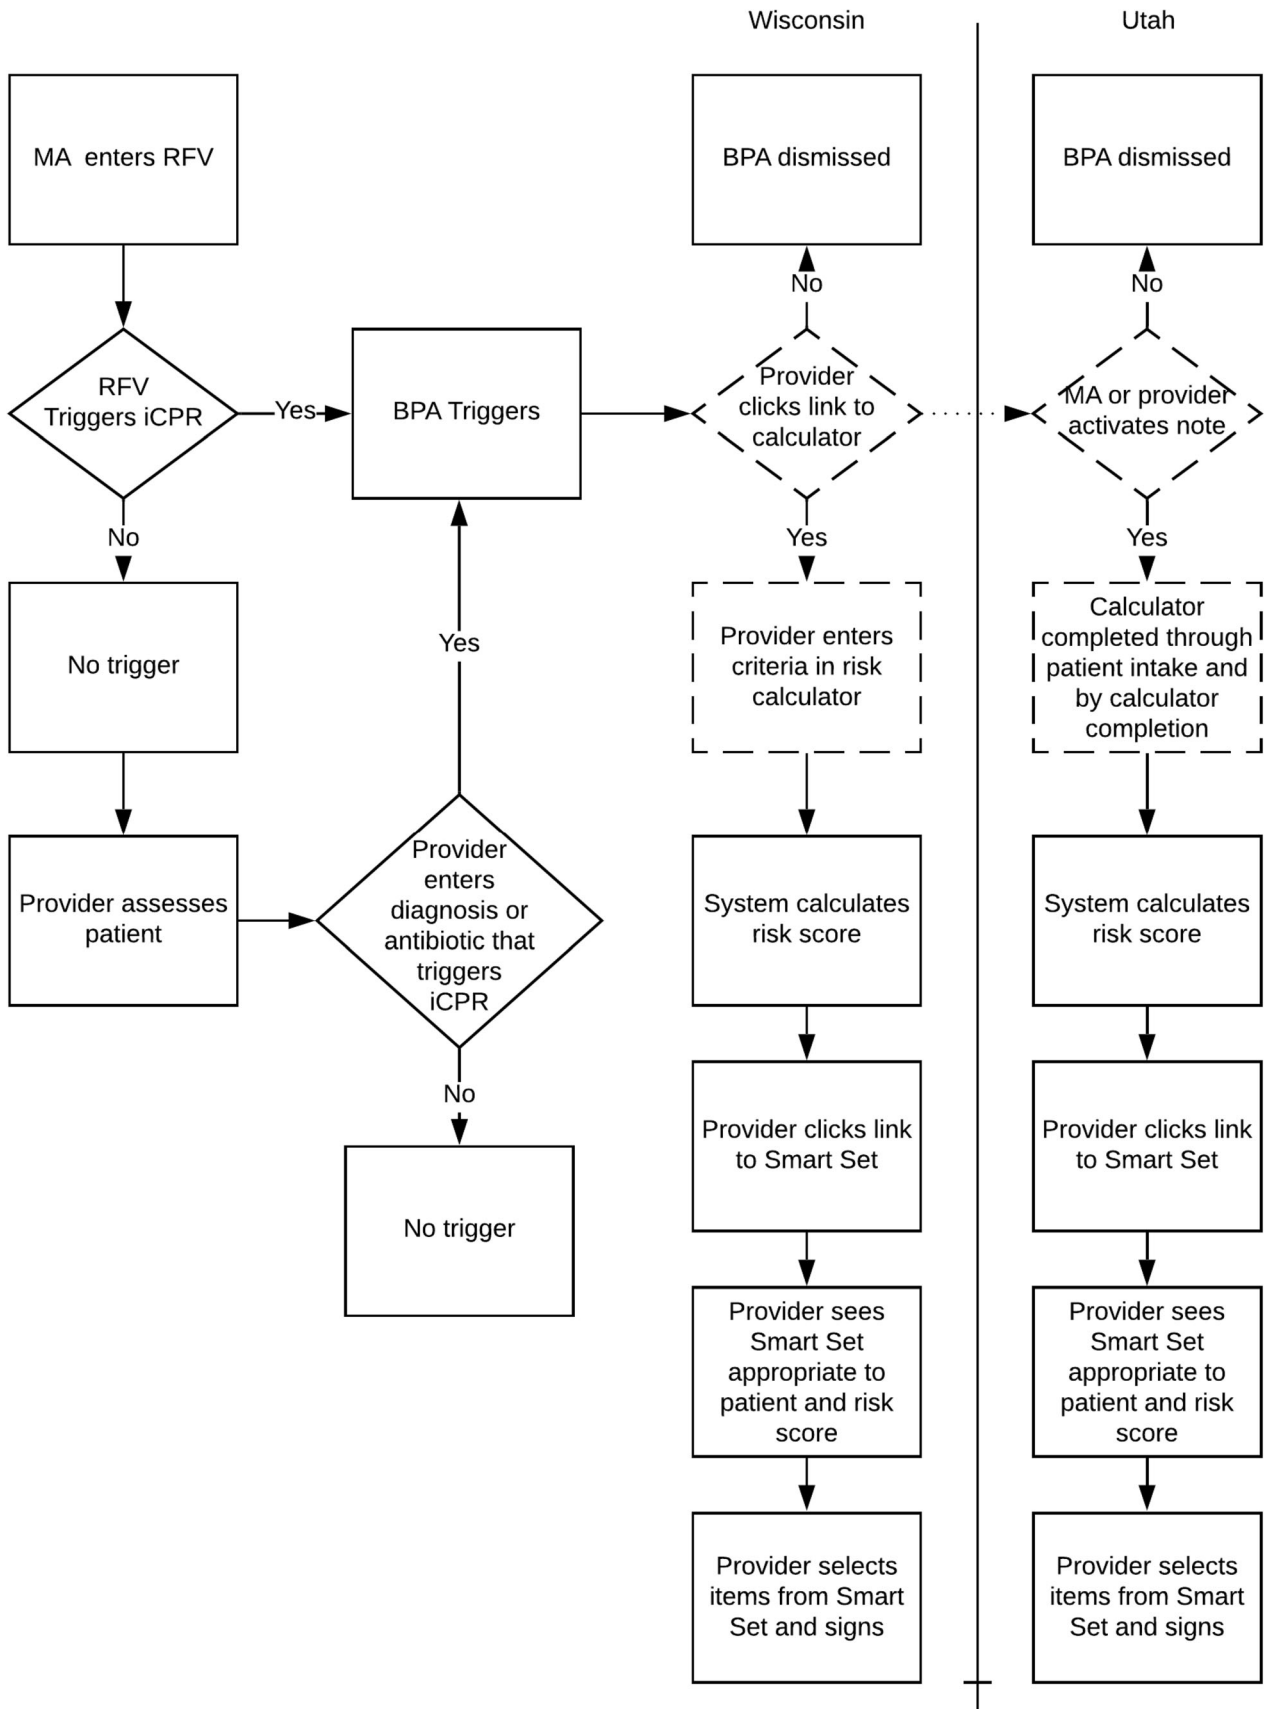 Wisconsin
Utah
MA enters RFV
BPA dismissed
BPA dismissed
No
No
RFV
Triggers iCPR
Yes
BPA Triggers
Provider
clicks link to
calculator
MA or provider
activates note
No
Yes
Yes
No trigger
Yes
Provider enters
criteria in risk
calculator
Calculator
completed through
patient intake and
by calculator
completion
Provider assesses
patient
Provider
enters
diagnosis or
antibiotic that
triggers
iCPR
System calculates
risk score
System calculates
risk score
No
Provider clicks link
to Smart Set
Provider clicks link
to Smart Set
No trigger
Provider sees
Smart Set
appropriate to
patient and risk
score
Provider sees
Smart Set
appropriate to
patient and risk
score
Provider selects
items from Smart
Set and signs
Provider selects
items from Smart
Set and signs